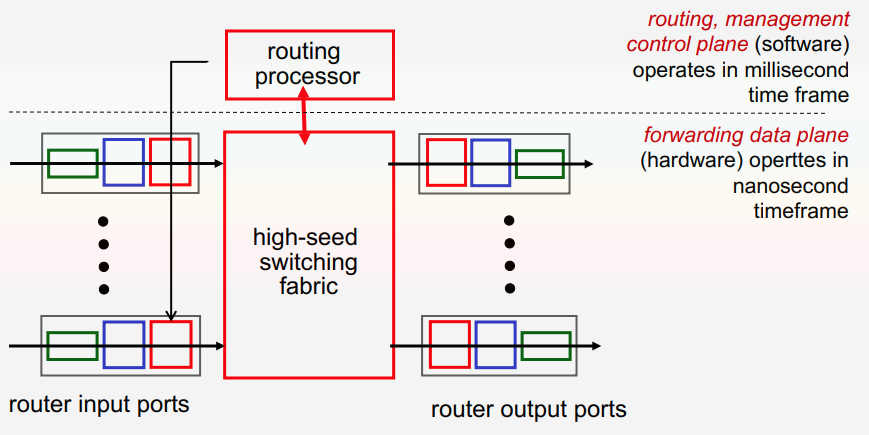 routing, management
control plane (software)
operates in millisecond
time frame
routing
processor
forwarding data plane
(hardware) operttes in
nanosecond
timeframe
high-seed
switching
fabric
router input ports
router output ports